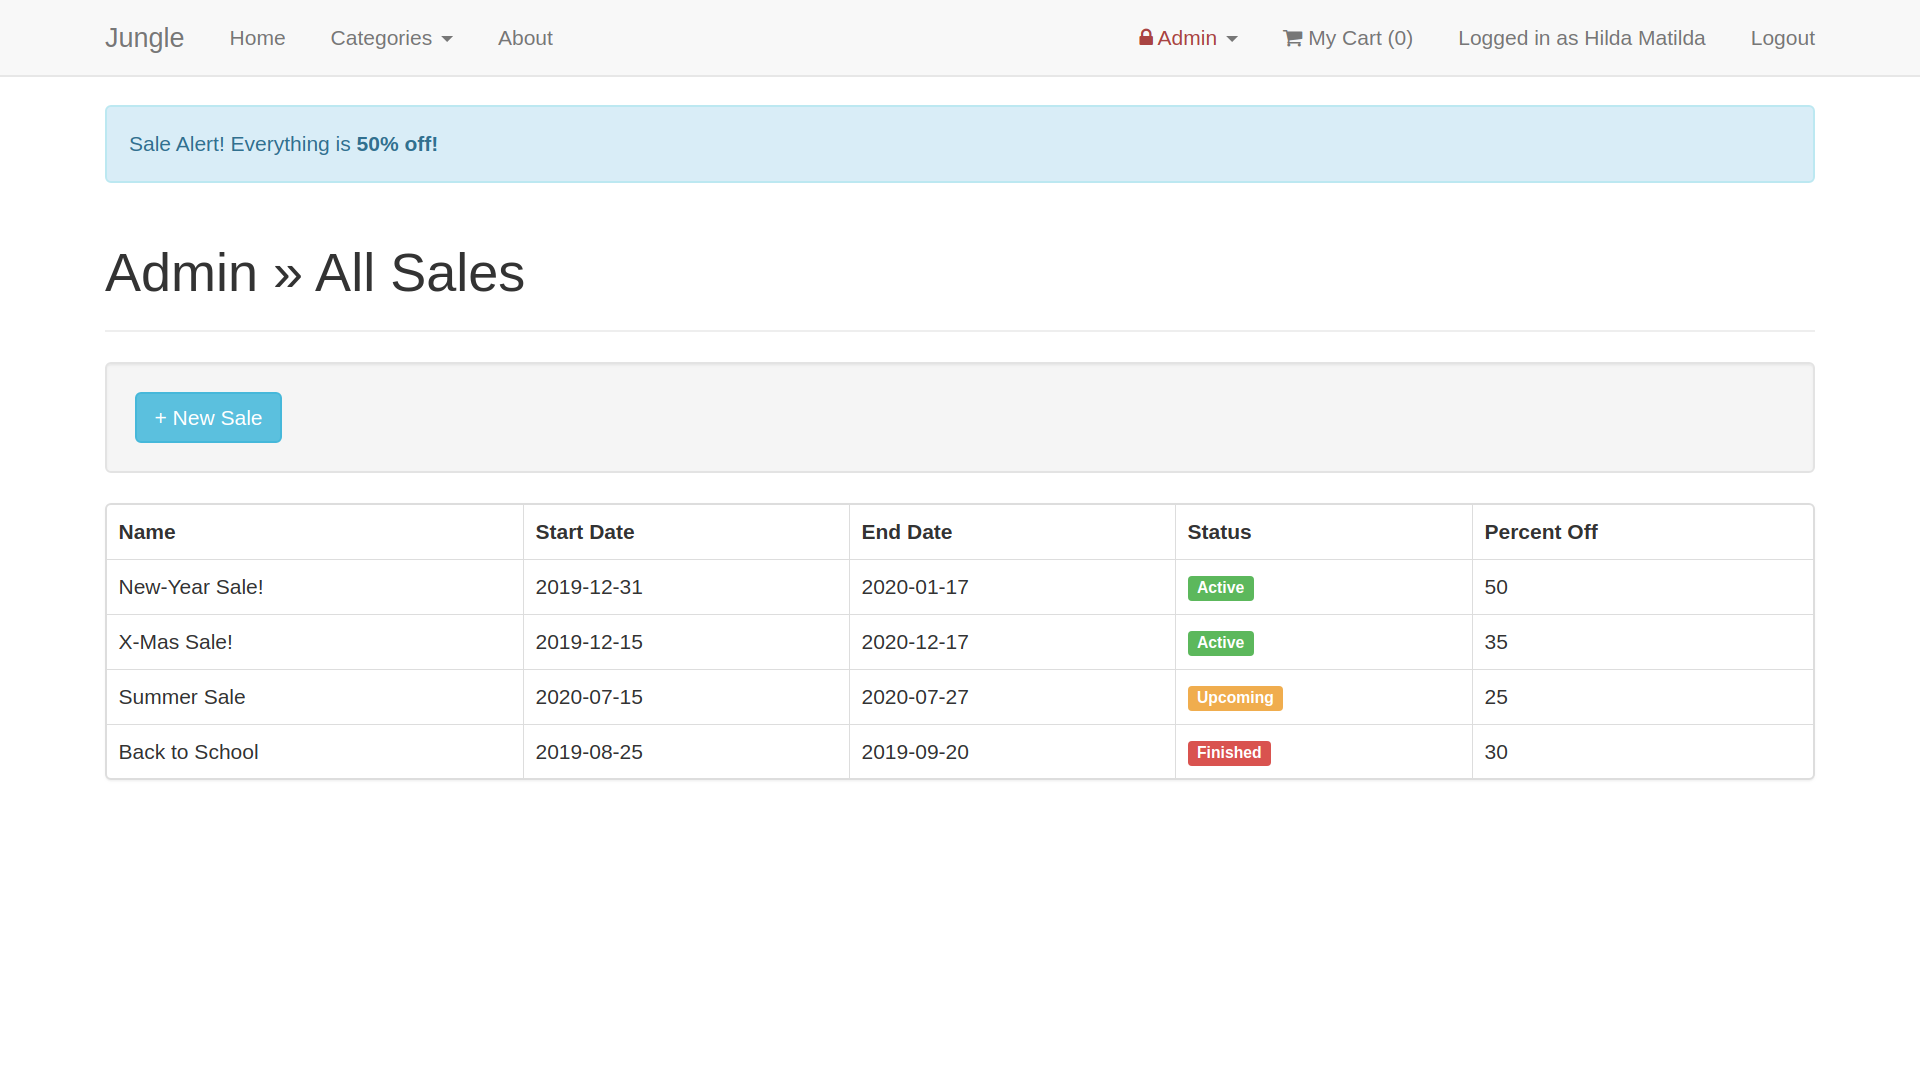 Jungle Home Categories About Admin My Cart (0) Logged in as Hilda Matilda Logout
Sale Alert! Everything is 50% off!
Admin » All Sales
+ New Sale
Name Start Date End Date Status Percent Off
New-Year Sale! 2019-12-31 2020-01-17 Active 50
X-Mas Sale! 2019-12-15 2020-12-17 Active 35
Summer Sale 2020-07-15 2020-07-27 Upcoming 25
Back to School 2019-08-25 2019-09-20 Finished 30